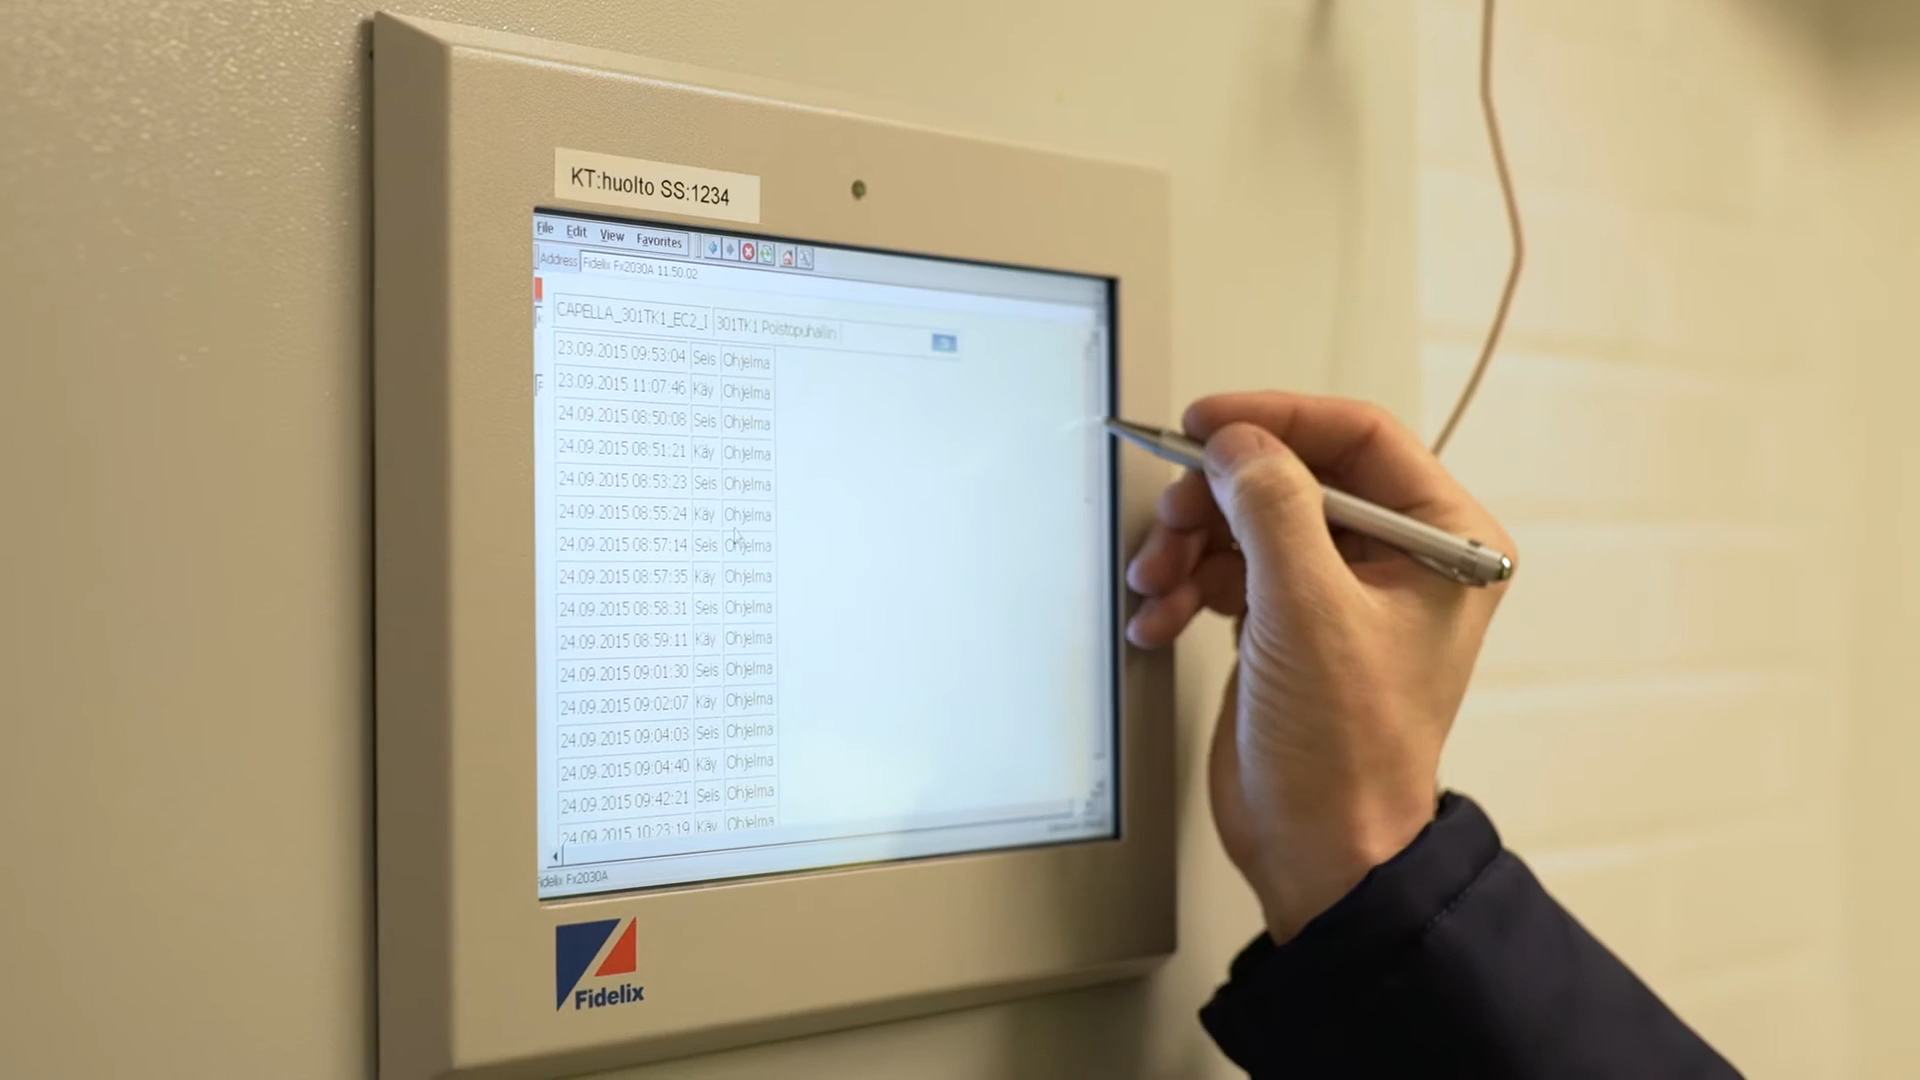 KT:huolto SS:1234
File Edit View Favorites
Address Fidelix Fx2030A 11.50.02
CAPELLA_301TK1_EC2_I 301TK1 Poistopuhallin
23.09.2015 09:53:04 Seis Ohjelma
23.09.2015 11:07:46 Käy Ohjelma
24.09.2015 08:50:08 Seis Ohjelma
24.09.2015 08:51:21 Käy Ohjelma
24.09.2015 08:53:23 Seis Ohjelma
24.09.2015 08:55:24 Käy Ohjelma
24.09.2015 08:57:14 Seis Ohjelma
24.09.2015 08:57:35 Käy Ohjelma
24.09.2015 08:58:31 Seis Ohjelma
24.09.2015 08:59:11 Käy Ohjelma
24.09.2015 09:01:30 Seis Ohjelma
24.09.2015 09:02:07 Käy Ohjelma
24.09.2015 09:04:03 Seis Ohjelma
24.09.2015 09:04:40 Käy Ohjelma
24.09.2015 09:42:21 Seis Ohjelma
24.09.2015 10:23:19 Käy Ohjelma
Fidelix Fx2030A
Fidelix